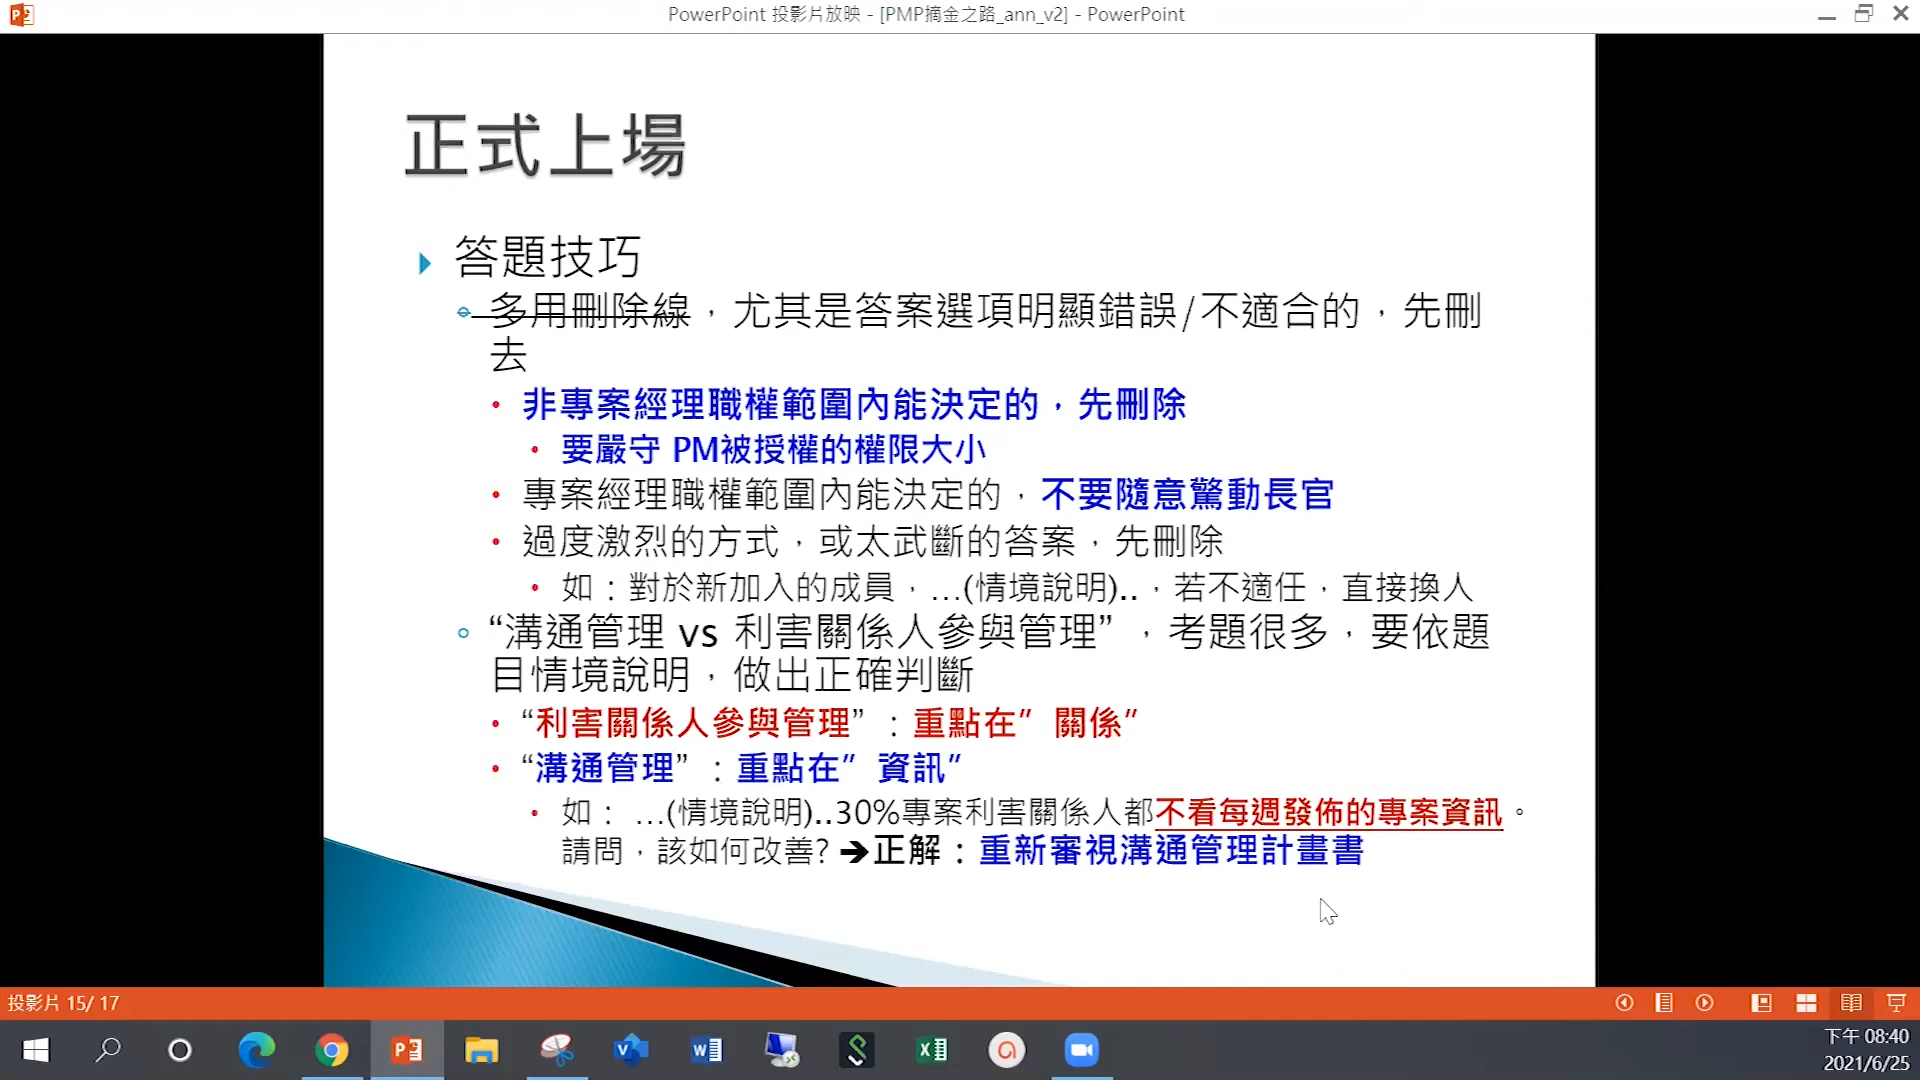 PowerPoint 投影片放映 - [PMP摘金之路_ann_v2] - PowerPoint
正式上場
答題技巧
多用刪除線，尤其是答案選項明顯錯誤/不適合的，先刪
去
非專案經理職權範圍內能決定的，先刪除
要嚴守 PM被授權的權限大小
專案經理職權範圍內能決定的，不要隨意驚動長官
過度激烈的方式，或太武斷的答案，先刪除
如：對於新加入的成員，…(情境說明)..，若不適任，直接換人
“溝通管理 vs 利害關係人參與管理”，考題很多，要依題
目情境說明，做出正確判斷
“利害關係人參與管理”：重點在”關係”
“溝通管理”：重點在”資訊”
如： …(情境說明)..30%專案利害關係人都不看每週發佈的專案資訊。
請問，該如何改善? ➔正解：重新審視溝通管理計畫書
投影片 15/ 17
下午 08:40
2021/6/25